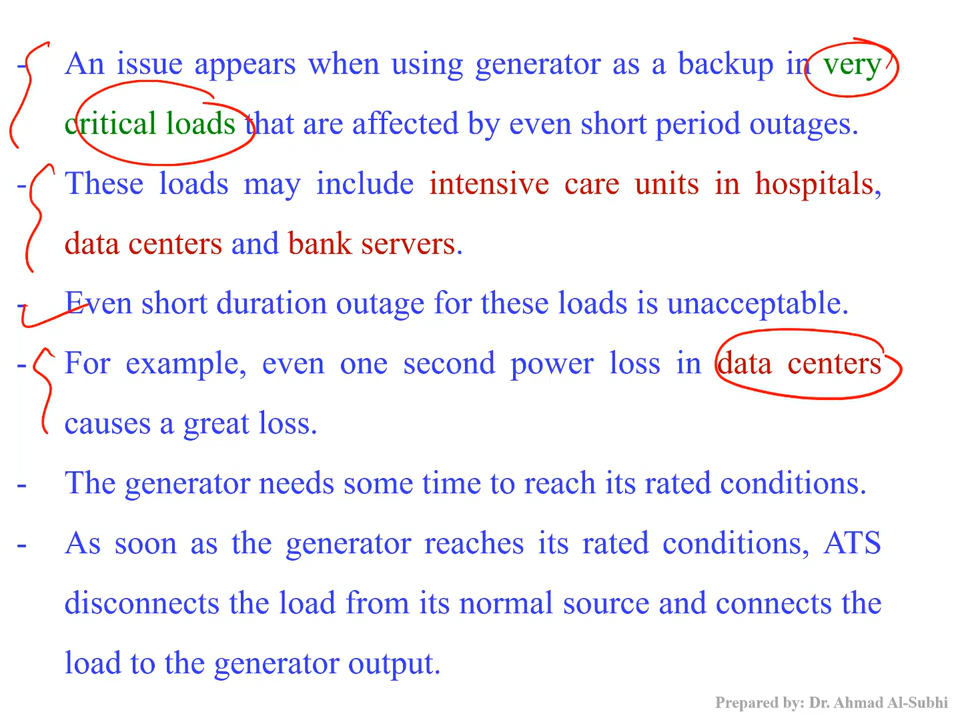 - An issue appears when using generator as a backup in very
critical loads that are affected by even short period outages.
- These loads may include intensive care units in hospitals,
data centers and bank servers.
- Even short duration outage for these loads is unacceptable.
- For example, even one second power loss in data centers
causes a great loss.
- The generator needs some time to reach its rated conditions.
- As soon as the generator reaches its rated conditions, ATS
disconnects the load from its normal source and connects the
load to the generator output.
Prepared by: Dr. Ahmad Al-Subhi